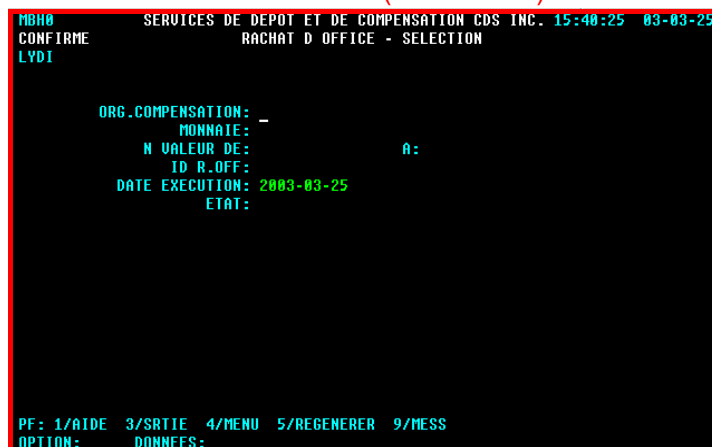 MBH0 SERVICES DE DEPOT ET DE COMPENSATION CDS INC. 15:40:25 03-03-25
CONFIRME RACHAT D OFFICE - SELECTION
LYDI
ORG.COMPENSATION: _
MONNAIE:
N VALEUR DE: A:
ID R.OFF:
DATE EXECUTION: 2003-03-25
ETAT:
PF: 1/AIDE 3/SRTIE 4/MENU 5/REGENERER 9/MESS
OPTION: DONNEES: